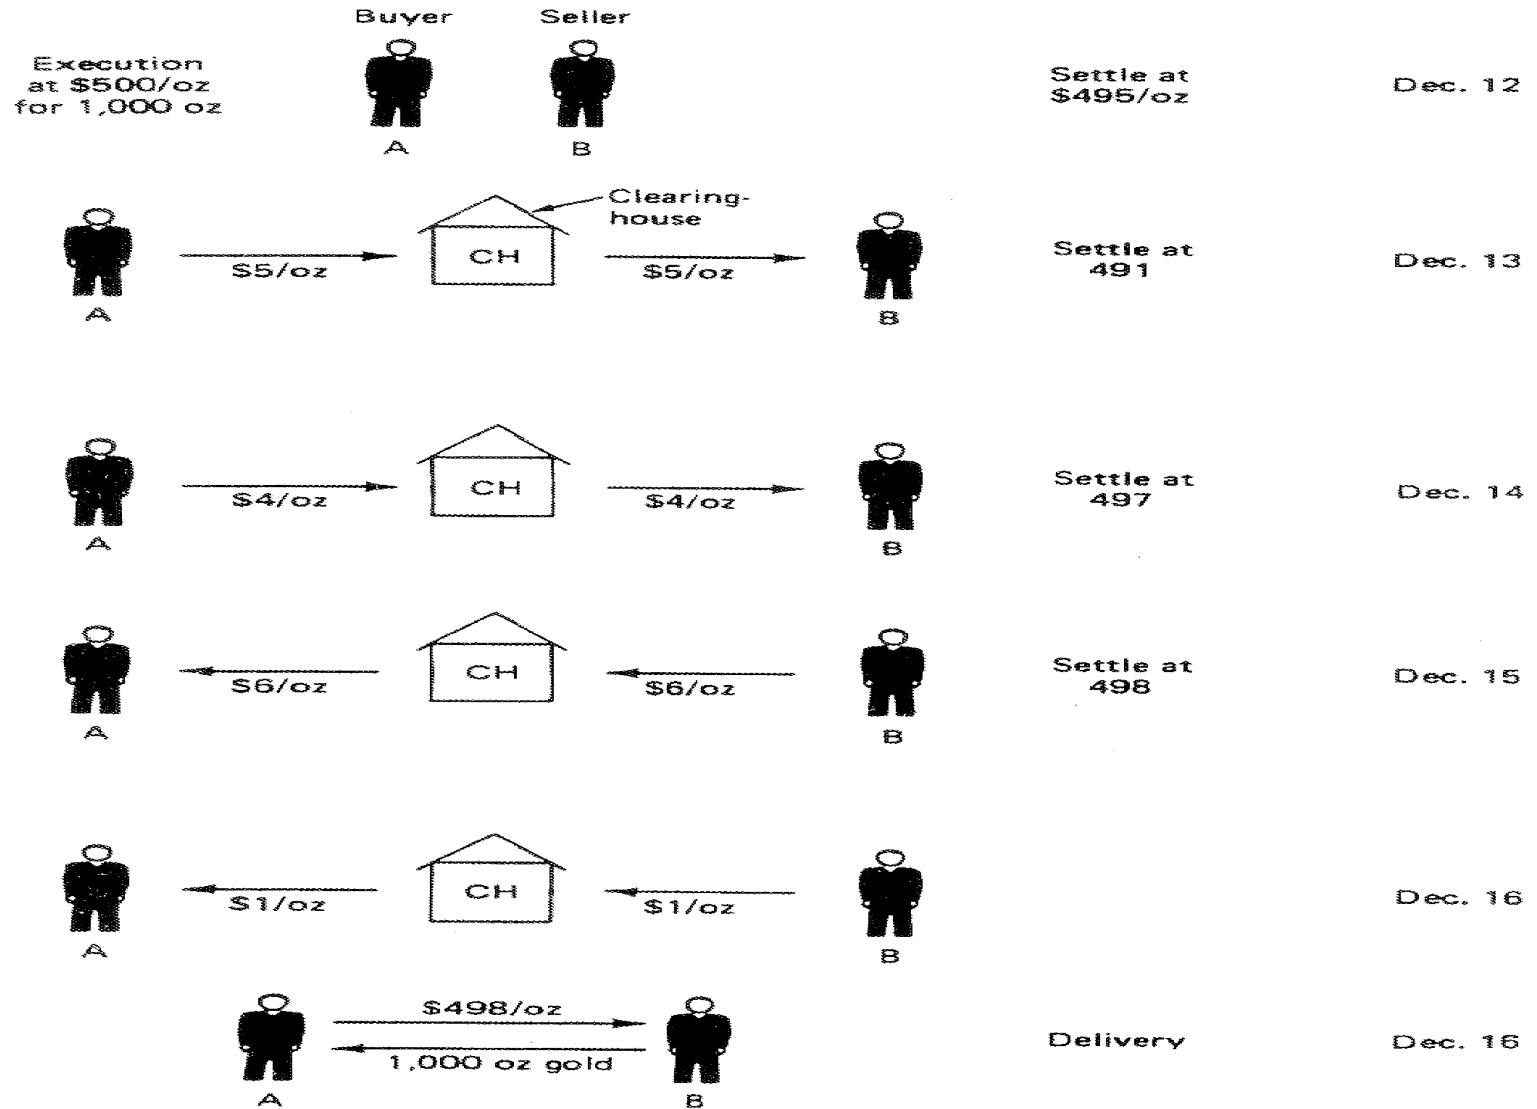 Buyer Seller
Execution
at $500/oz
for 1,000 oz
A B
Settle at
$495/oz
Dec. 12
Clearing-
house
CH
$5/oz $5/oz
A B
Settle at
491
Dec. 13
CH
$4/oz $4/oz
A B
Settle at
497
Dec. 14
CH
$6/oz $6/oz
A B
Settle at
498
Dec. 15
CH
$1/oz $1/oz
A B
Dec. 16
$498/oz
1,000 oz gold
A B
Delivery
Dec. 16